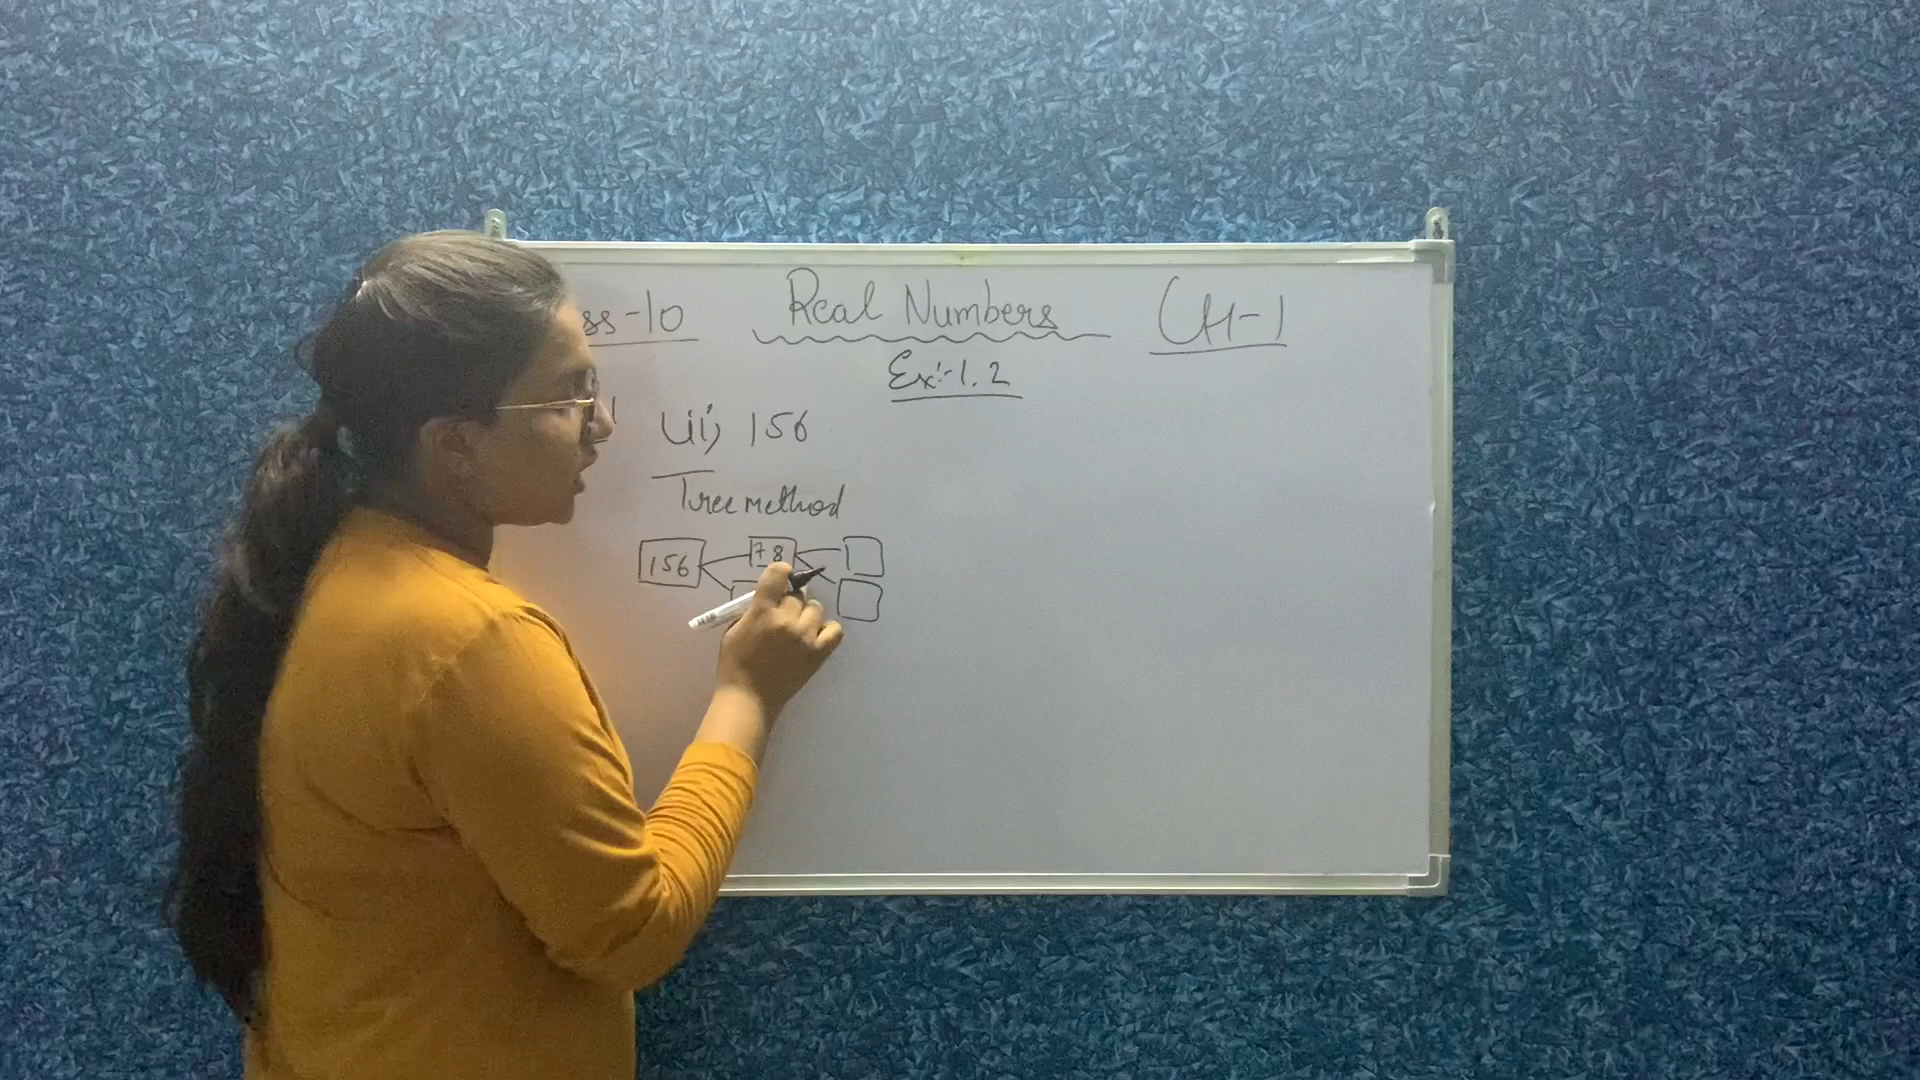 ss-10 Real Numbers CH-1
Ex:-1.2
(ii) 156
Tree method
156 78